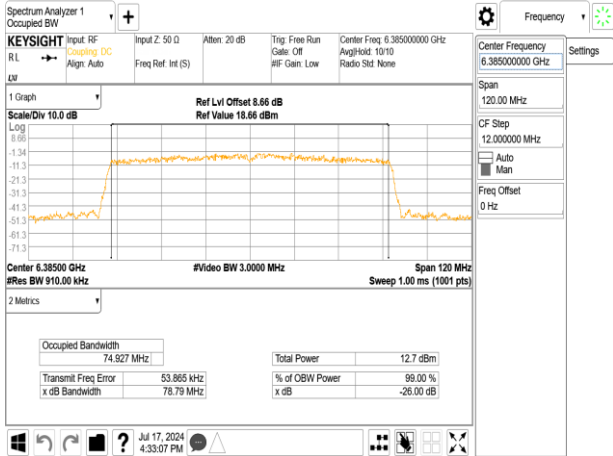 Spectrum Analyzer 1
Occupied BW
Frequency
KEYSIGHT
Input: RF
Coupling: DC
Align: Auto
Input Z: 50 Ω
Freq Ref: Int (S)
Atten: 20 dB
Trig: Free Run
Gate: Off
#IF Gain: Low
Center Freq: 6.385000000 GHz
Avg|Hold: 10/10
Radio Std: None
R L
LXI
Center Frequency
6.385000000 GHz
Settings
Span
120.00 MHz
CF Step
12.000000 MHz
Auto
Man
Freq Offset
0 Hz
1 Graph
Scale/Div 10.0 dB
Ref Lvl Offset 8.66 dB
Ref Value 18.66 dBm
Log
8.66
-1.34
-11.3
-21.3
-31.3
-41.3
-51.3
-61.3
-71.3
Center 6.38500 GHz
#Video BW 3.0000 MHz
Span 120 MHz
#Res BW 910.00 kHz
Sweep 1.00 ms (1001 pts)
2 Metrics
Occupied Bandwidth
74.927 MHz
Total Power 12.7 dBm
Transmit Freq Error 53.865 kHz
% of OBW Power 99.00 %
x dB Bandwidth 78.79 MHz
x dB -26.00 dB
Jul 17, 2024
4:33:07 PM